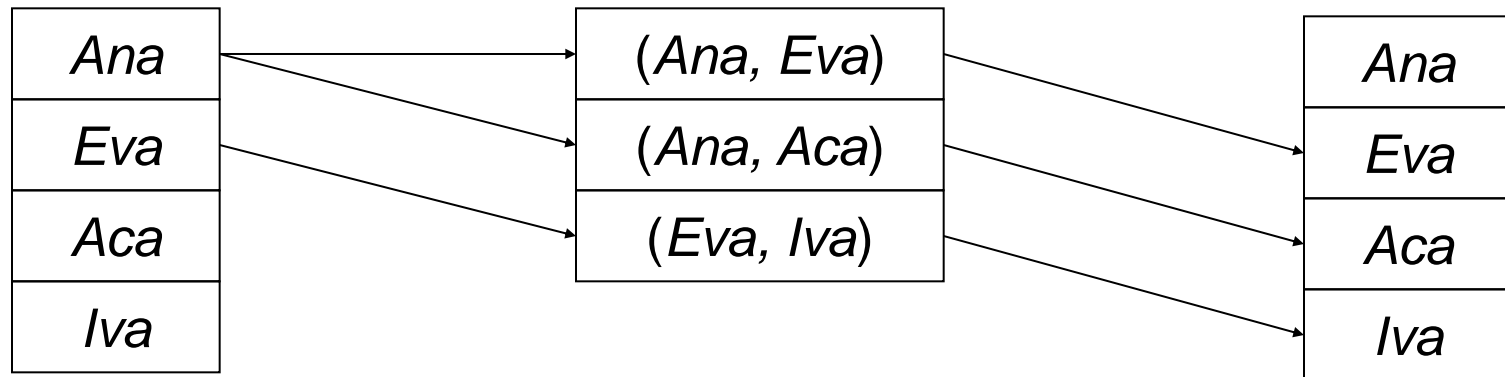 Ana
Eva
Aca
Iva
(Ana, Eva)
(Ana, Aca)
(Eva, Iva)
Ana
Eva
Aca
Iva